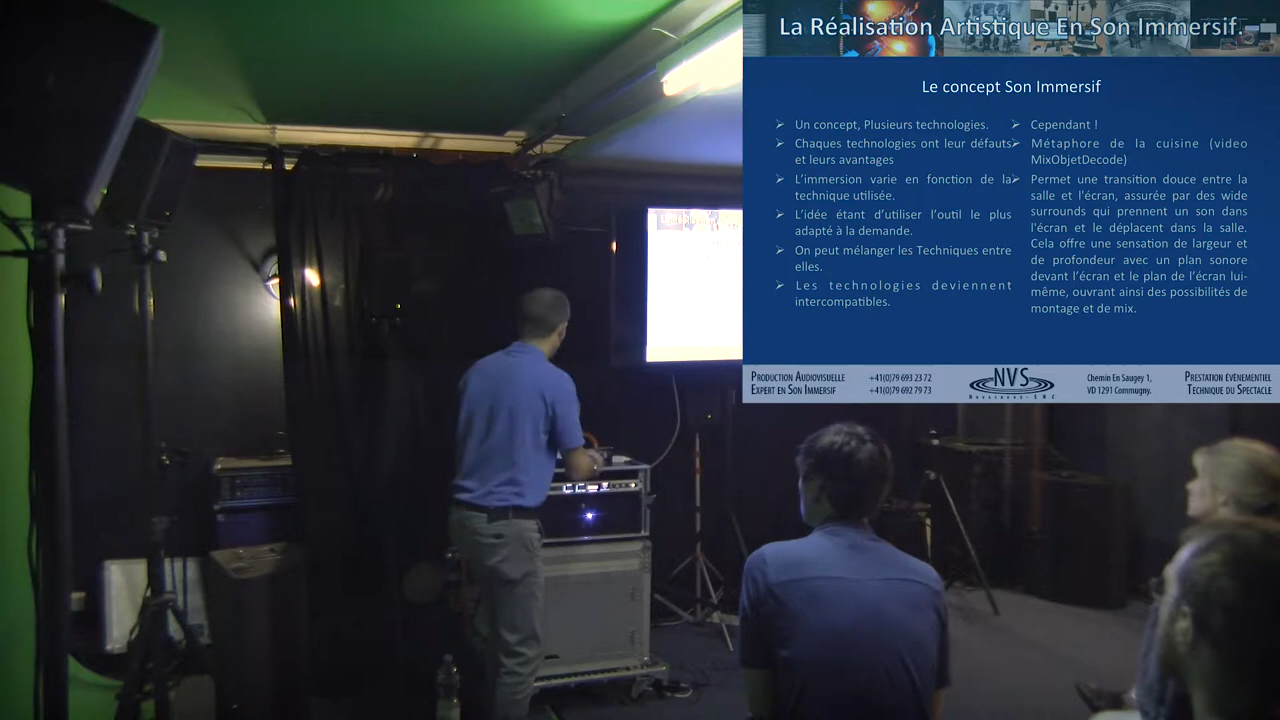 La Réalisation Artistique En Son Immersif.
Le concept Son Immersif
➢ Un concept, Plusieurs technologies.
➢ Chaques technologies ont leur défauts
et leurs avantages
➢ L'immersion varie en fonction de la
technique utilisée.
➢ L'idée étant d'utiliser l'outil le plus
adapté à la demande.
➢ On peut mélanger les Techniques entre
elles.
➢ Les technologies deviennent
intercompatibles.
➢ Cependant !
➢ Métaphore de la cuisine (video
MixObjetDecode)
➢ Permet une transition douce entre la
salle et l'écran, assurée par des wide
surrounds qui prennent un son dans
l'écran et le déplacent dans la salle.
Cela offre une sensation de largeur et
de profondeur avec un plan sonore
devant l'écran et le plan de l'écran lui-
même, ouvrant ainsi des possibilités de
montage et de mix.
Production Audiovisuelle
Expert en Son Immersif
+41(0)79 693 23 72
+41(0)79 692 79 73
NVS
Chemin En Saugey 1,
VD 1291 Commugny.
Prestation évènementiel
Technique du Spectacle